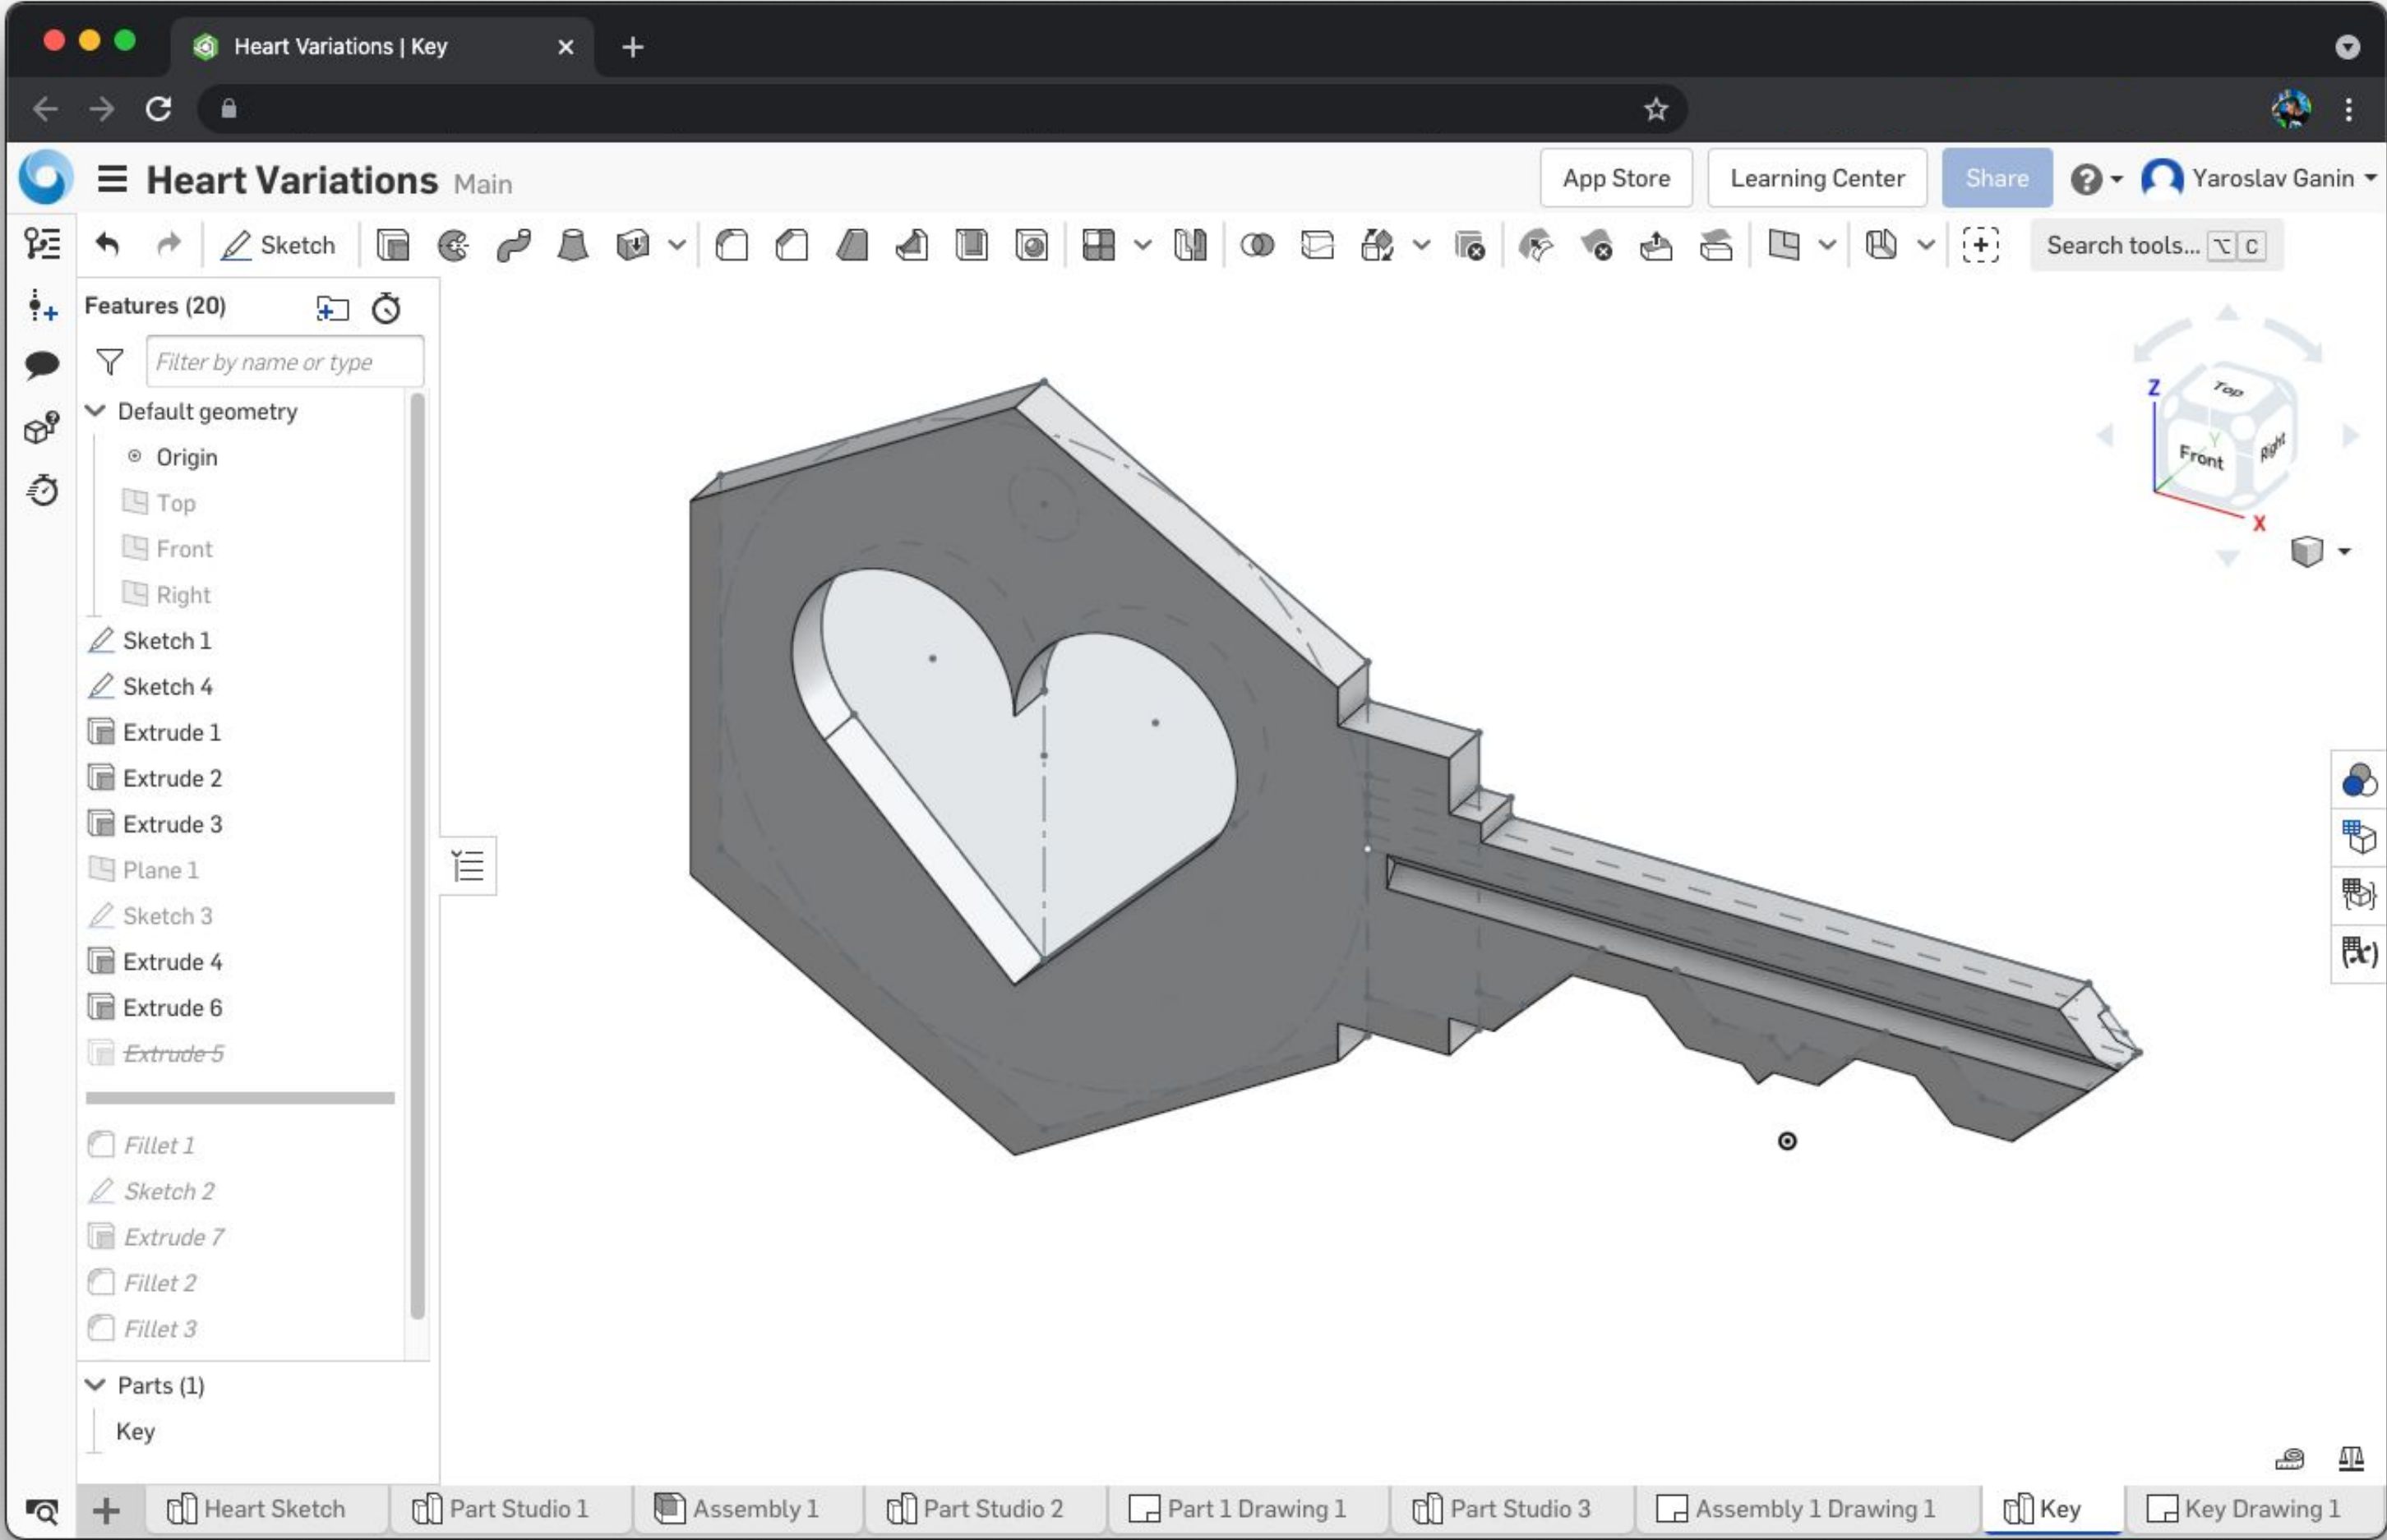 Heart Variations | Key
Heart Variations Main
App Store
Learning Center
Share
Yaroslav Ganin
Sketch
Search tools... ⌥ C
Features (20)
Filter by name or type
Default geometry
Origin
Top
Front
Right
Sketch 1
Sketch 4
Extrude 1
Extrude 2
Extrude 3
Plane 1
Sketch 3
Extrude 4
Extrude 6
Extrude 5
Fillet 1
Sketch 2
Extrude 7
Fillet 2
Fillet 3
Parts (1)
Key
Z
Top
Y
Front
Right
X
Heart Sketch
Part Studio 1
Assembly 1
Part Studio 2
Part 1 Drawing 1
Part Studio 3
Assembly 1 Drawing 1
Key
Key Drawing 1